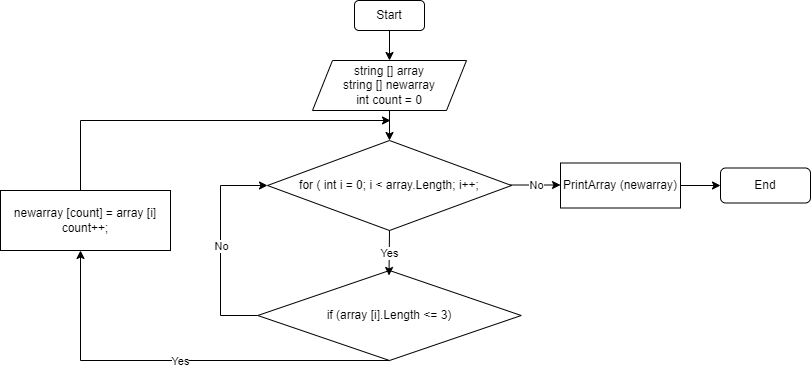 Start
string [] array
string [] newarray
int count = 0
for ( int i = 0; i < array.Length; i++;
No
PrintArray (newarray)
End
newarray [count] = array [i]
count++;
No
Yes
if (array [i].Length <= 3)
Yes